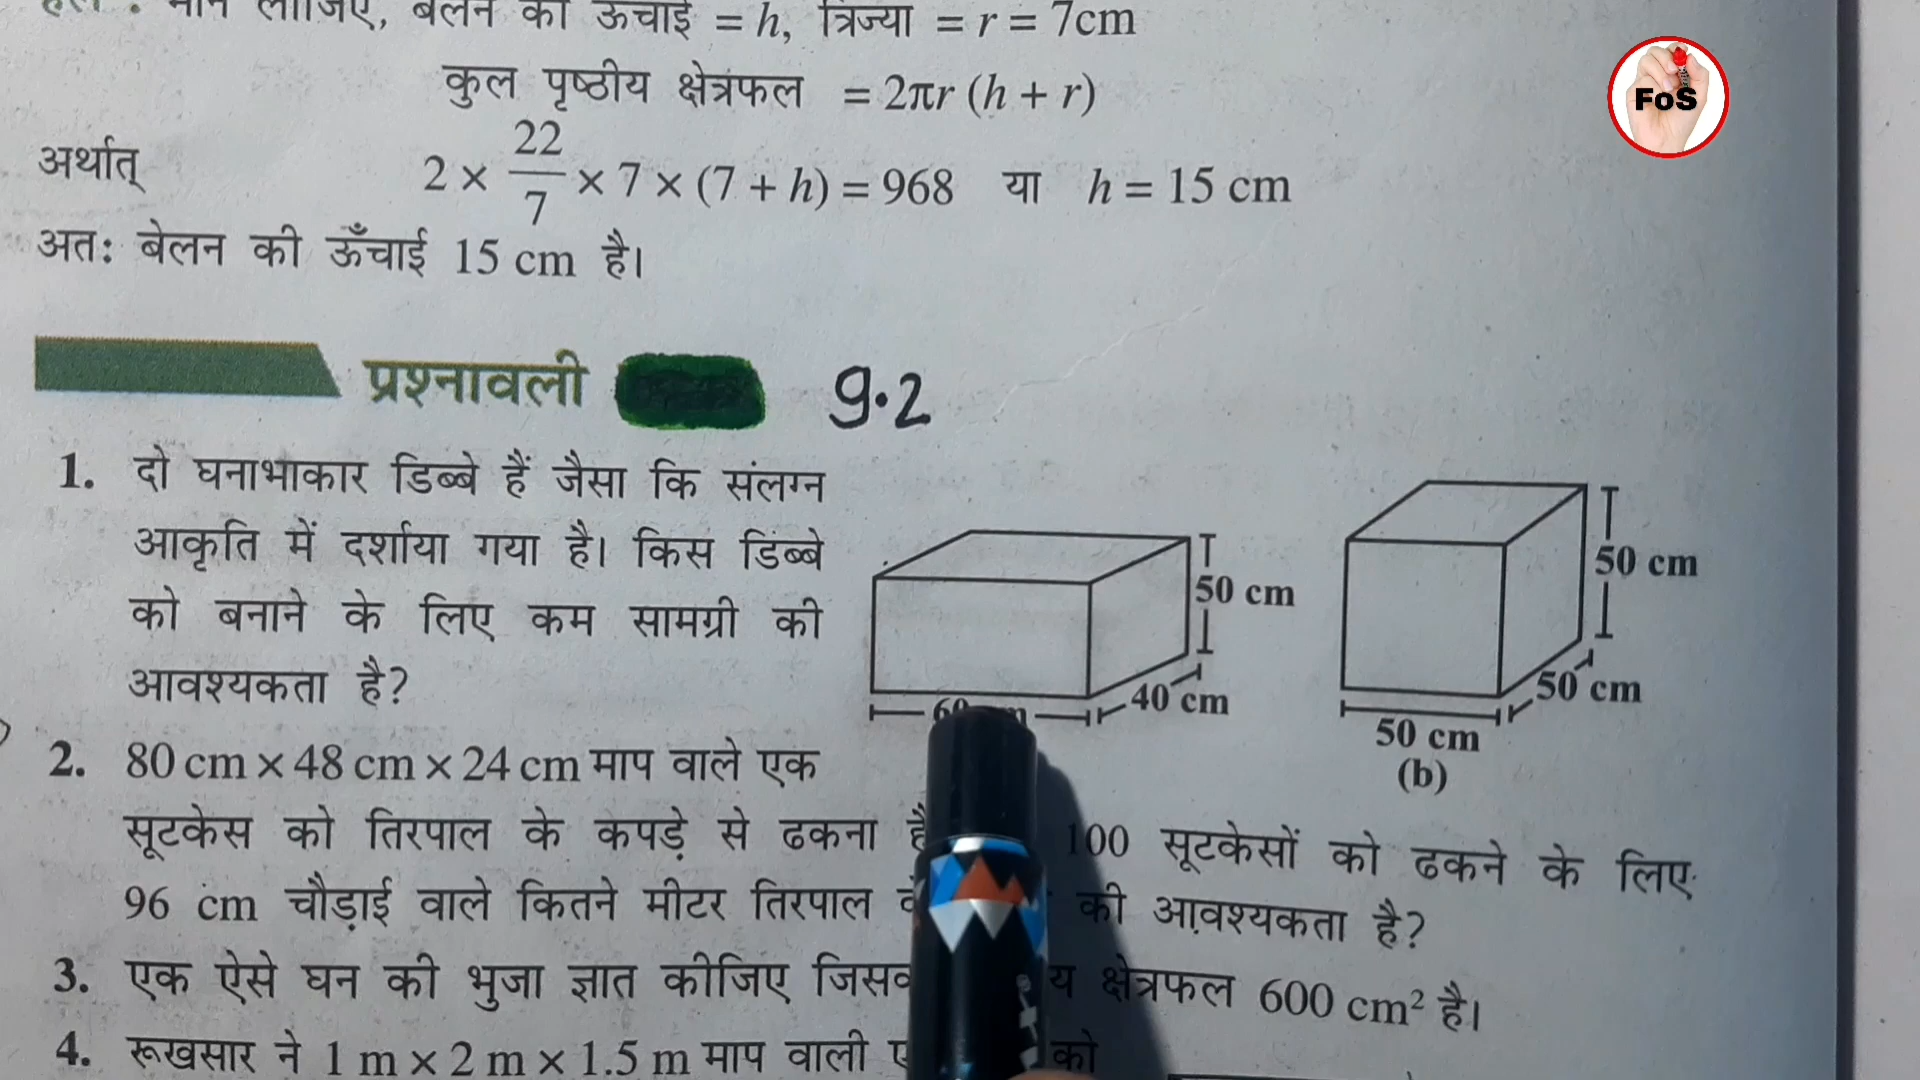 मान लीजिए, बेलन की ऊँचाई = h, त्रिज्या = r = 7cm
कुल पृष्ठीय क्षेत्रफल = 2πr (h + r)
अर्थात् 2 × 22/7 × 7 × (7 + h) = 968 या h = 15 cm
अतः बेलन की ऊँचाई 15 cm है।
FoS
प्रश्नावली 9.2
1. दो घनाभाकार डिब्बे हैं जैसा कि संलग्न
आकृति में दर्शाया गया है। किस डिब्बे
को बनाने के लिए कम सामग्री की
आवश्यकता है?
50 cm
40 cm
60
50 cm
50 cm
50 cm
(b)
2. 80 cm × 48 cm × 24 cm माप वाले एक
सूटकेस को तिरपाल के कपड़े से ढकना 100 सूटकेसों को ढकने के लिए
96 cm चौड़ाई वाले कितने मीटर तिरपाल की आवश्यकता है?
3. एक ऐसे घन की भुजा ज्ञात कीजिए क्षेत्रफल 600 cm² है।
4. रूखसार ने 1 m × 2 m × 1.5 m माप वाली को